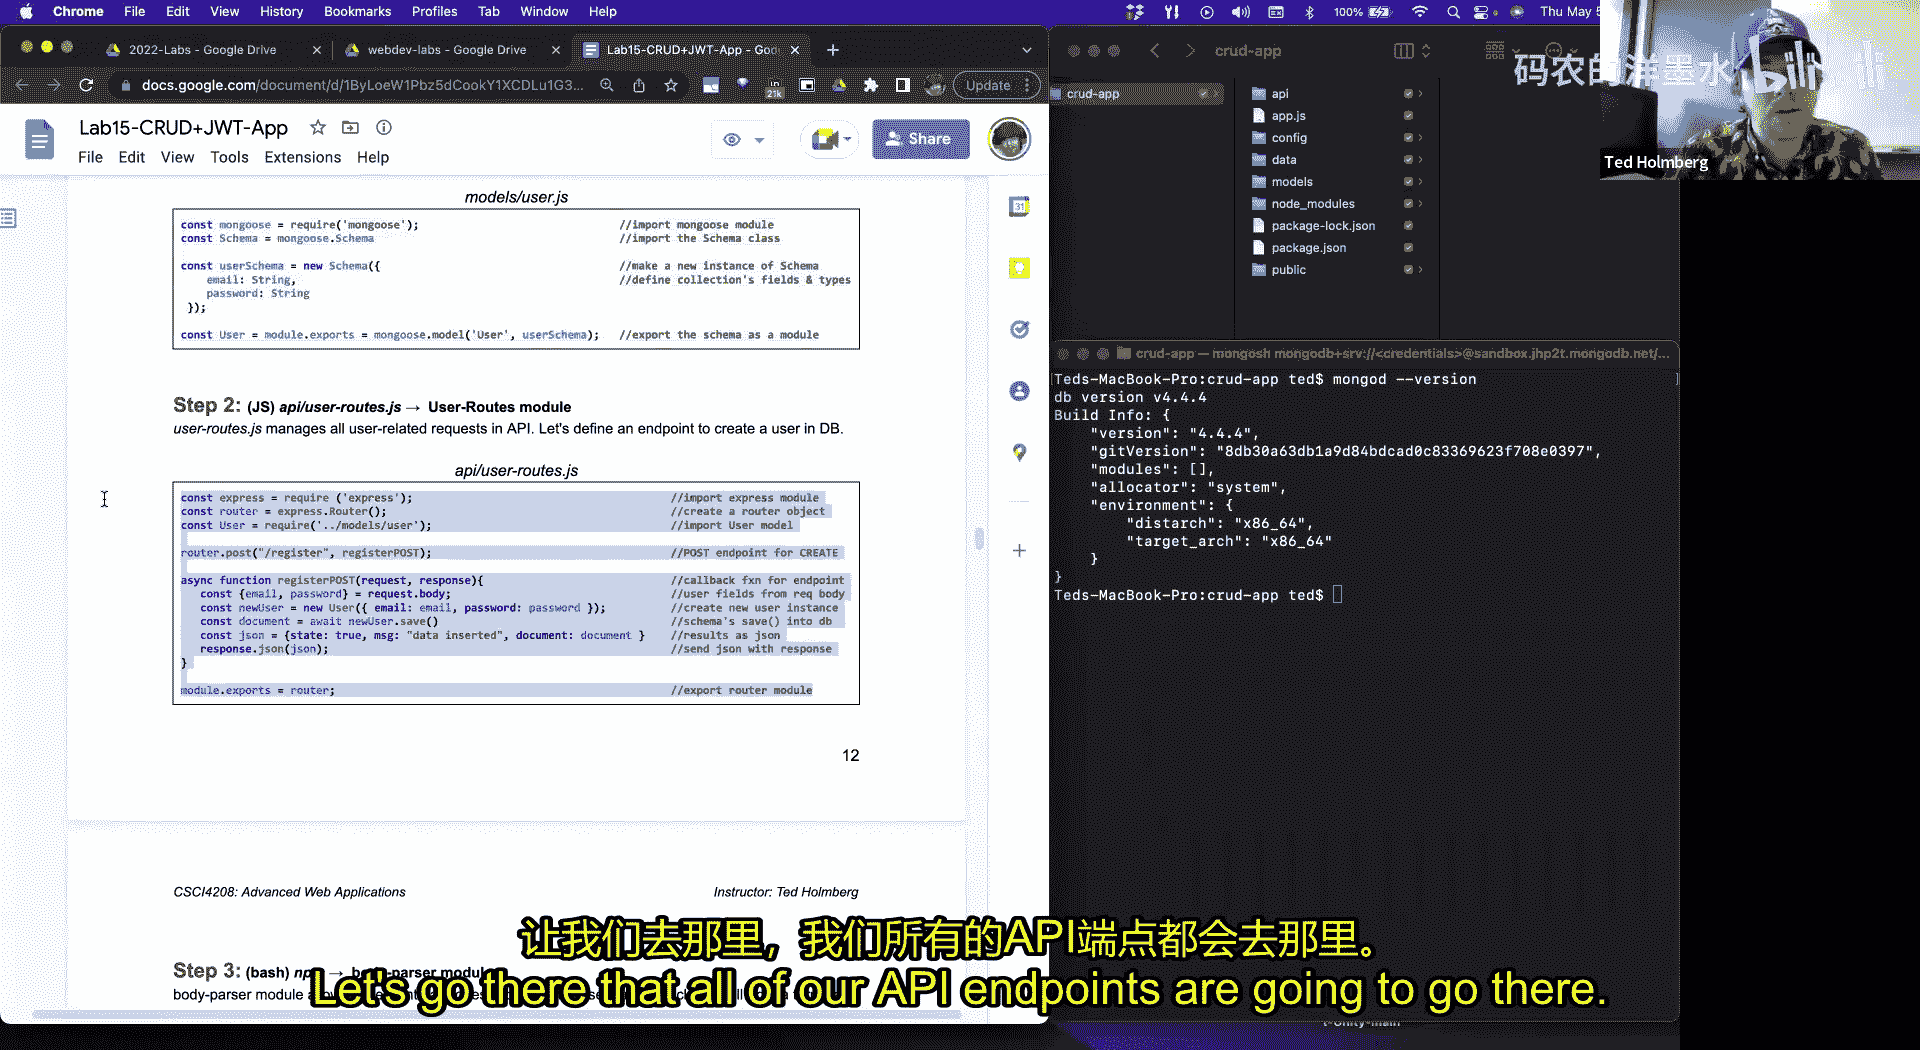 Chrome File Edit View History Bookmarks Profiles Tab Window Help
100% Thu May 5
2022-Labs - Google Drive
webdev-labs - Google Drive
Lab15-CRUD+JWT-App - Goo
docs.google.com/document/d/1ByLoeW1Pbz5dCookY1XCDLu1G3...
21k
Update
Lab15-CRUD+JWT-App
File Edit View Tools Extensions Help
Share
models/user.js
const mongoose = require('mongoose'); //import mongoose module
const Schema = mongoose.Schema //import the Schema class
const userSchema = new Schema({ //make a new instance of Schema
email: String, //define collection's fields & types
password: String
});
const User = module.exports = mongoose.model('User', userSchema); //export the schema as a module
Step 2: (JS) api/user-routes.js → User-Routes module
user-routes.js manages all user-related requests in API. Let's define an endpoint to create a user in DB.
api/user-routes.js
const express = require ('express'); //import express module
const router = express.Router(); //create a router object
const User = require('../models/user'); //import User model
router.post("/register", registerPOST); //POST endpoint for CREATE
async function registerPOST(request, response){ //callback fxn for endpoint
const {email, password} = request.body; //user fields from req body
const newUser = new User({ email: email, password: password }); //create new user instance
const document = await newUser.save() //schema's save() into db
const json = {state: true, msg: "data inserted", document: document } //results as json
response.json(json); //send json with response
}
module.exports = router; //export router module
12
CSCI4208: Advanced Web Applications Instructor: Ted Holmberg
Step 3: (bash)
body-parser module
crud-app
crud-app
api
app.js
config
data
models
node_modules
package-lock.json
package.json
public
crud-app — mongosh mongodb+srv://<credentials>@sandbox.jhp2t.mongodb.net/...
Teds-MacBook-Pro:crud-app ted$ mongod --version
db version v4.4.4
Build Info: {
"version": "4.4.4",
"gitVersion": "8db30a63db1a9d84bdcad0c83369623f708e0397",
"modules": [],
"allocator": "system",
"environment": {
"distarch": "x86_64",
"target_arch": "x86_64"
}
}
Teds-MacBook-Pro:crud-app ted$
码农的洋墨水
bilibili
Ted Holmberg
让我们去那里，我们所有的API端点都会去那里。
Let's go there that all of our API endpoints are going to go there.